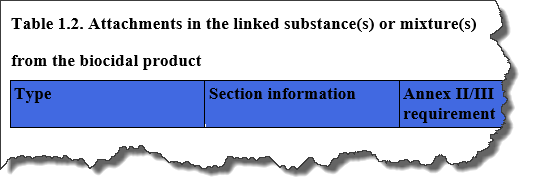 Table 1.2. Attachments in the linked substance(s) or mixture(s)
from the biocidal product
Type Section information Annex II/III
requirement